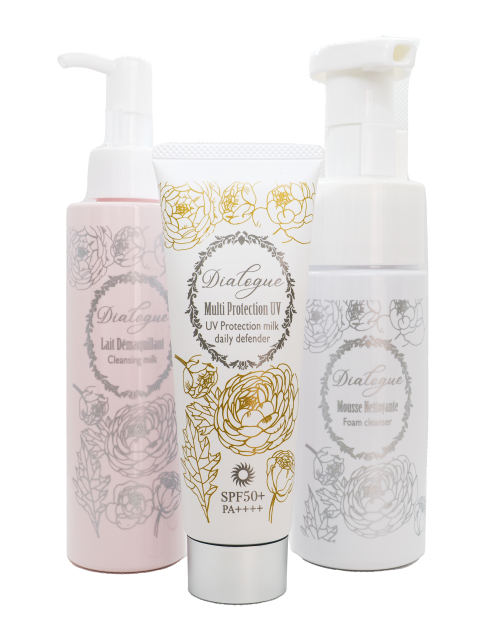 Dialogue
Lait Démaquillant
Cleansing milk
Dialogue
Multi Protection UV
UV Protection milk
daily defender
SPF50+
PA++++
Dialogue
Mousse Nettoyante
Foam cleanser